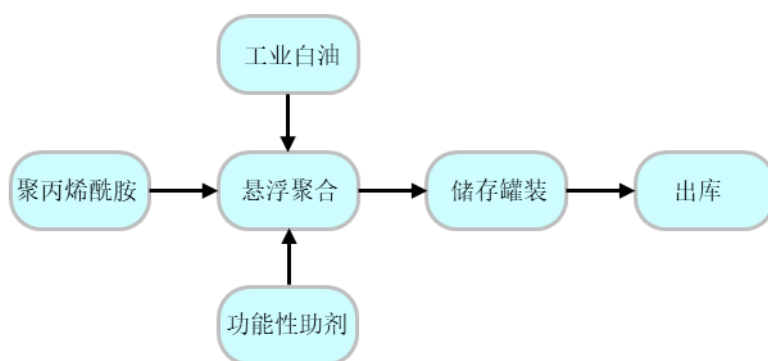 工业白油
聚丙烯酰胺
悬浮聚合
储存罐装
出库
功能性助剂